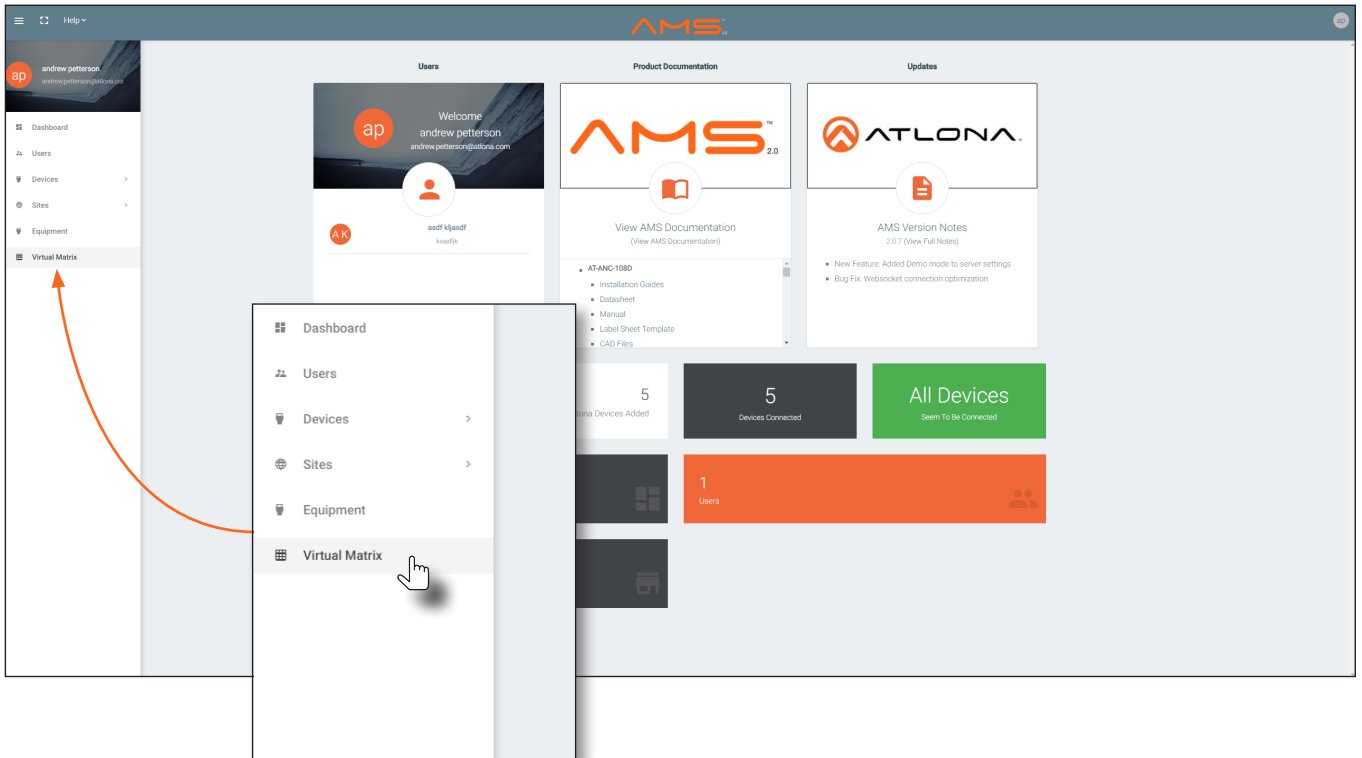 Help
AMS
ap
ap
andrew petterson
andrew.petterson@atlona.com
Dashboard
Users
Devices
Sites
Equipment
Virtual Matrix
Users
ap
Welcome
andrew petterson
andrew.petterson@atlona.com
A K
asdf kljasdf
Product Documentation
AMS™
2.0
View AMS Documentation
(View AMS Documentation)
AT-ANC-108D
Installation Guides
Datasheet
Manual
Label Sheet Template
CAD Files
Updates
ATLONA.
AMS Version Notes
2.0.7 (View Full Notes)
New Feature: Added Demo mode to server settings
Bug Fix: Websocket connection optimization
5
Devices Added
5
Devices Connected
All Devices
Seem To Be Connected
1
Users
Dashboard
Users
Devices
Sites
Equipment
Virtual Matrix